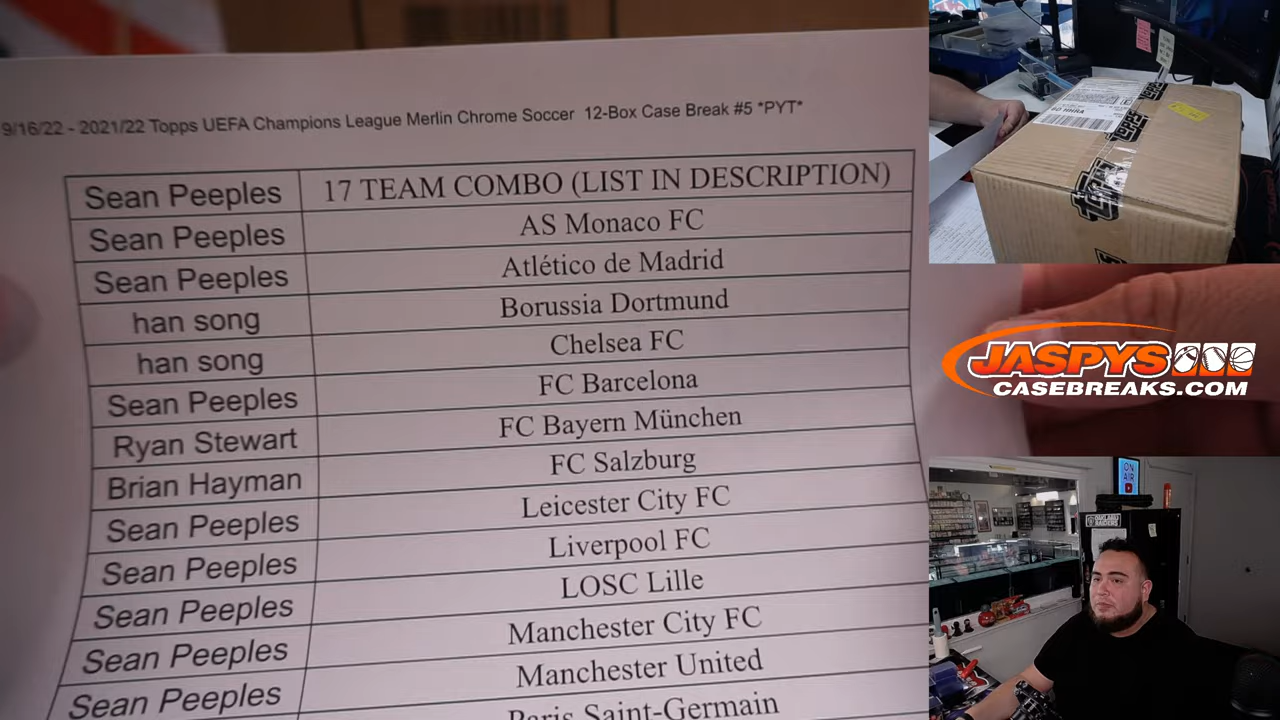 9/16/22 - 2021/22 Topps UEFA Champions League Merlin Chrome Soccer 12-Box Case Break #5 *PYT*
Sean Peeples 17 TEAM COMBO (LIST IN DESCRIPTION)
Sean Peeples AS Monaco FC
Sean Peeples Atlético de Madrid
han song Borussia Dortmund
han song Chelsea FC
Sean Peeples FC Barcelona
Ryan Stewart FC Bayern München
Brian Hayman FC Salzburg
Sean Peeples Leicester City FC
Sean Peeples Liverpool FC
Sean Peeples LOSC Lille
Sean Peeples Manchester City FC
Sean Peeples Manchester United
Paris Saint-Germain
JASPYS
CASEBREAKS.COM
ON
AIR